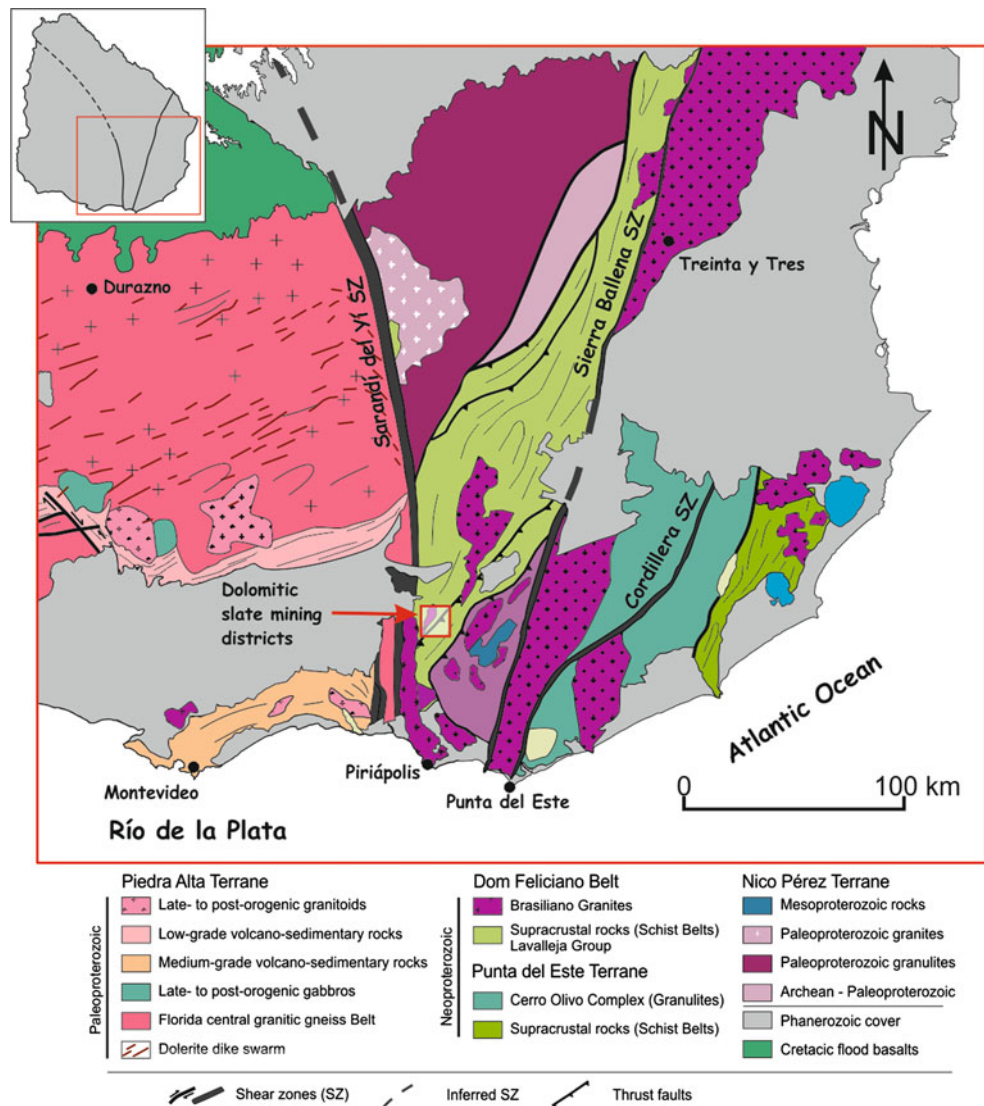 N
Durazno
Sarandí del Yí SZ
Sierra Ballena SZ
Treinta y Tres
Cordillera SZ
Dolomitic
slate mining
districts
Atlantic Ocean
Montevideo
Piriápolis
Punta del Este
Río de la Plata
0 100 km
Piedra Alta Terrane
Paleoproterozoic
Late- to post-orogenic granitoids
Low-grade volcano-sedimentary rocks
Medium-grade volcano-sedimentary rocks
Late- to post-orogenic gabbros
Florida central granitic gneiss Belt
Dolerite dike swarm
Dom Feliciano Belt
Neoproterozoic
Brasiliano Granites
Supracrustal rocks (Schist Belts)
Lavalleja Group
Punta del Este Terrane
Cerro Olivo Complex (Granulites)
Supracrustal rocks (Schist Belts)
Nico Pérez Terrane
Mesoproterozoic rocks
Paleoproterozoic granites
Paleoproterozoic granulites
Archean - Paleoproterozoic
Phanerozoic cover
Cretacic flood basalts
Shear zones (SZ)
Inferred SZ
Thrust faults